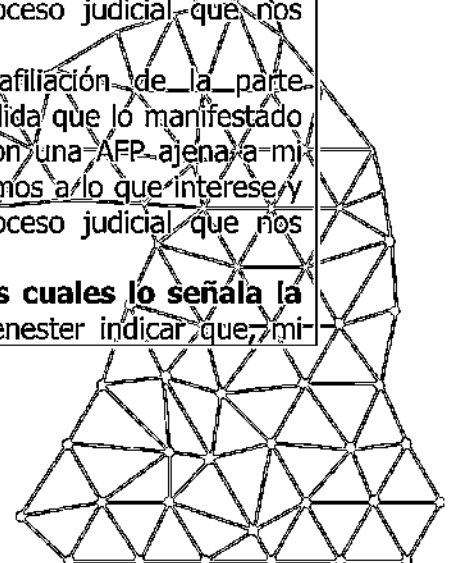 oceso judicial que nos
afiliación de la parte
dida que lo manifestado
on una AFP ajena a mi
mos a lo que interese y
oceso judicial que nos
s cuales lo señala la
enester indicar que, mi